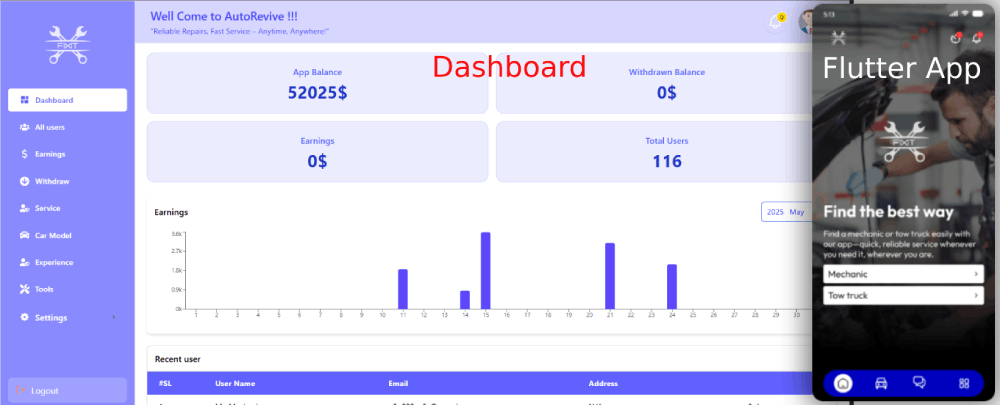 FIXIT
Dashboard
All users
Earnings
Withdraw
Service
Car Model
Experience
Tools
Settings
Logout
Well Come to AutoRevive !!!
"Reliable Repairs, Fast Service – Anytime, Anywhere!"
Dashboard
App Balance
52025$
Withdrawn Balance
0$
Earnings
0$
Total Users
116
Earnings
2025 May
3.6k
2.7k
1.8k
0.9k
0k
1 2 3 4 5 6 7 8 9 10 11 12 13 14 15 16 17 18 19 20 21 22 23 24 25 26 27 28 29 30
Recent user
#SL User Name Email Address
5:13
Flutter App
FIXIT
Find the best way
Find a mechanic or tow truck easily with
our app—quick, reliable service whenever
you need it, wherever you are.
Mechanic
Tow truck